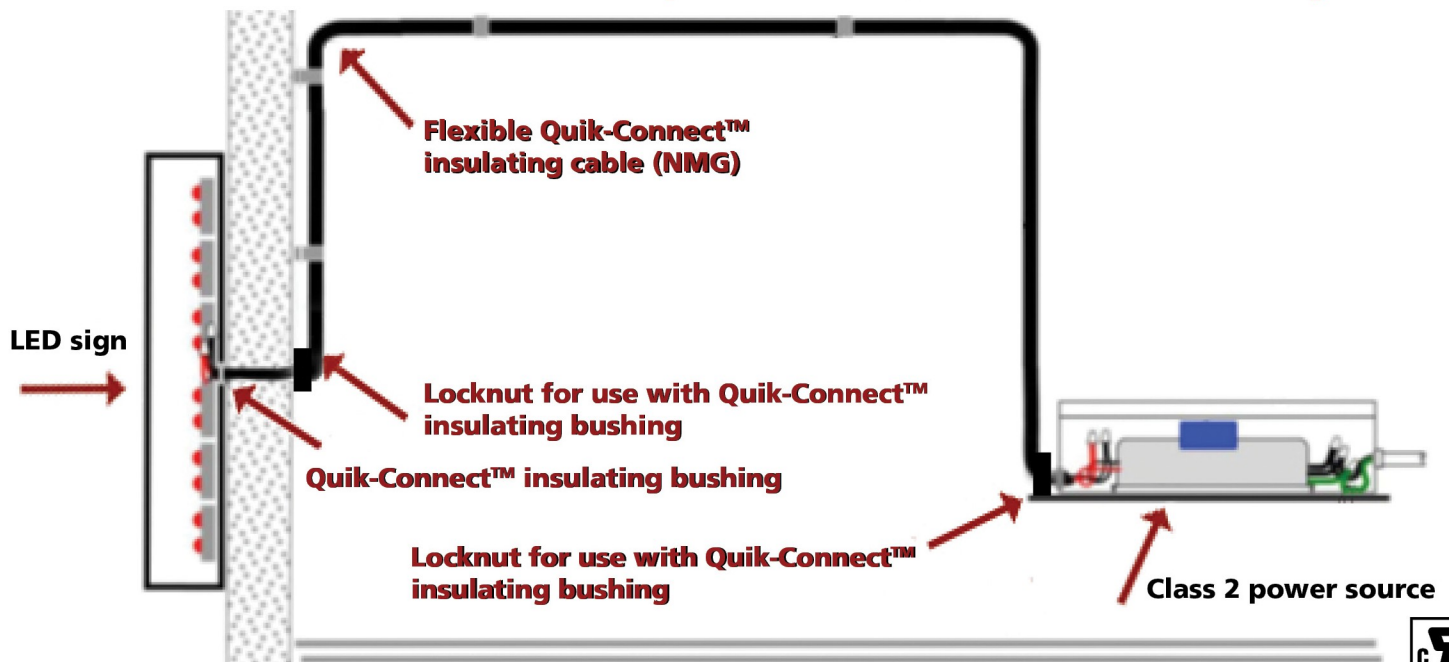 Flexible Quik-Connect™
insulating cable (NMG)
LED sign
Locknut for use with Quik-Connect™
insulating bushing
Quik-Connect™ insulating bushing
Locknut for use with Quik-Connect™
insulating bushing
Class 2 power source
c